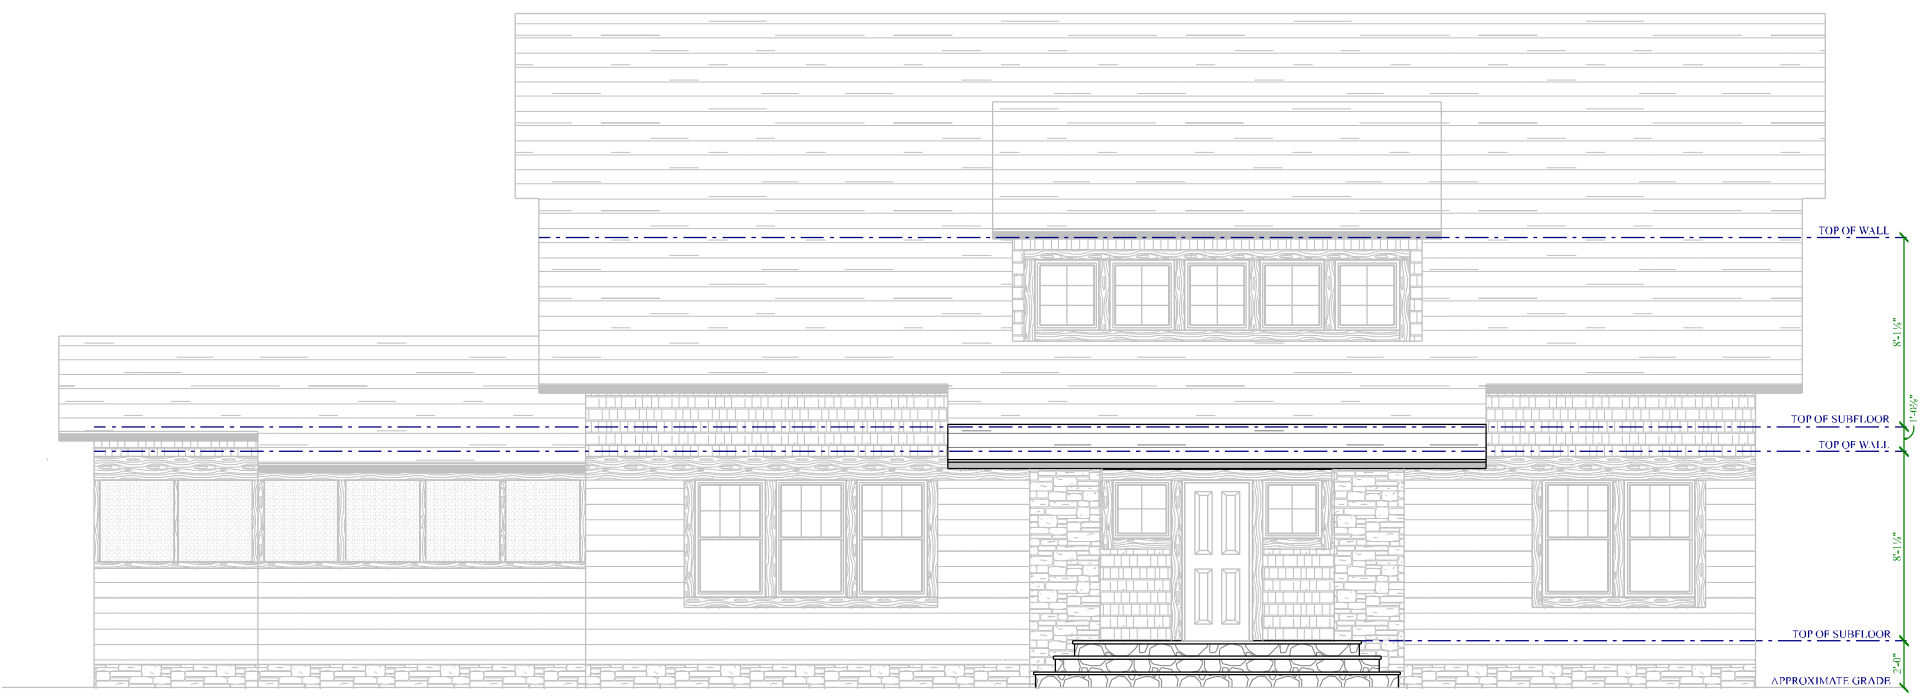 TOP OF WALL
8'-1⅛"
1'-0⅝"
TOP OF SUBFLOOR
TOP OF WALL
8'-1⅛"
TOP OF SUBFLOOR
2'-0"
APPROXIMATE GRADE